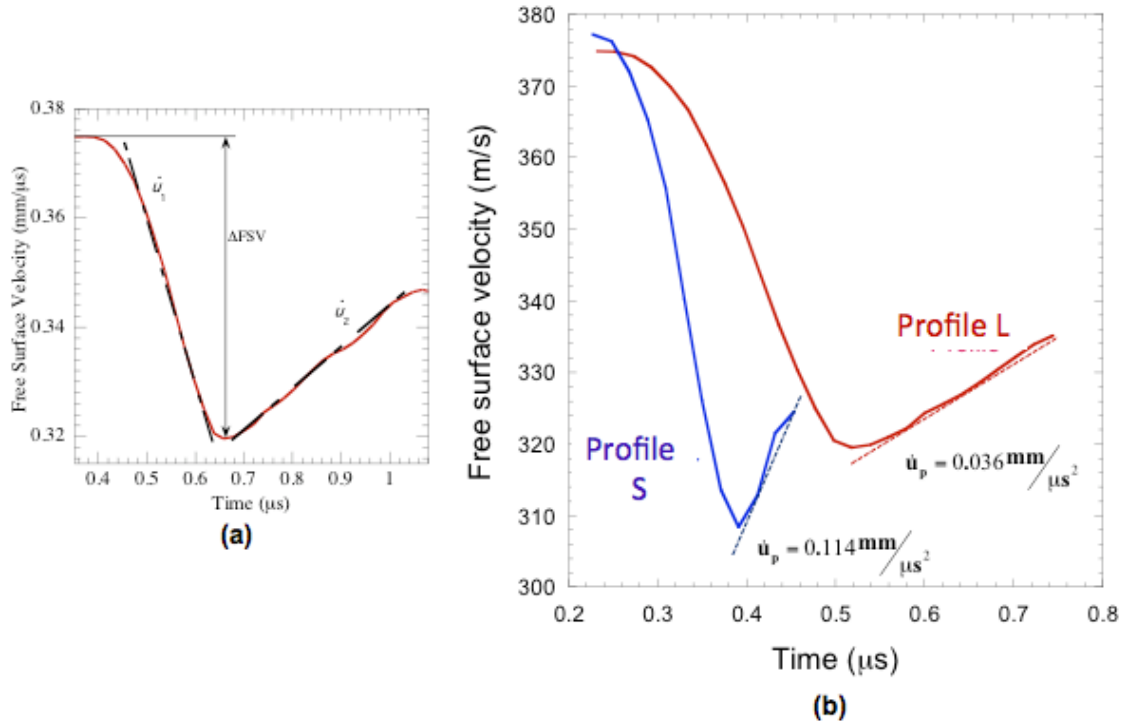 0.38
0.36
0.34
0.32
Free Surface Velocity (mm/μs)
u̇₁
ΔFSV
u̇₂
0.4 0.5 0.6 0.7 0.8 0.9 1
Time (μs)
(a)
380
370
360
350
340
330
320
310
300
Free surface velocity (m/s)
Profile L
Profile
S
u̇ₚ = 0.036 mm/μs²
u̇ₚ = 0.114 mm/μs²
0.2 0.3 0.4 0.5 0.6 0.7 0.8
Time (μs)
(b)